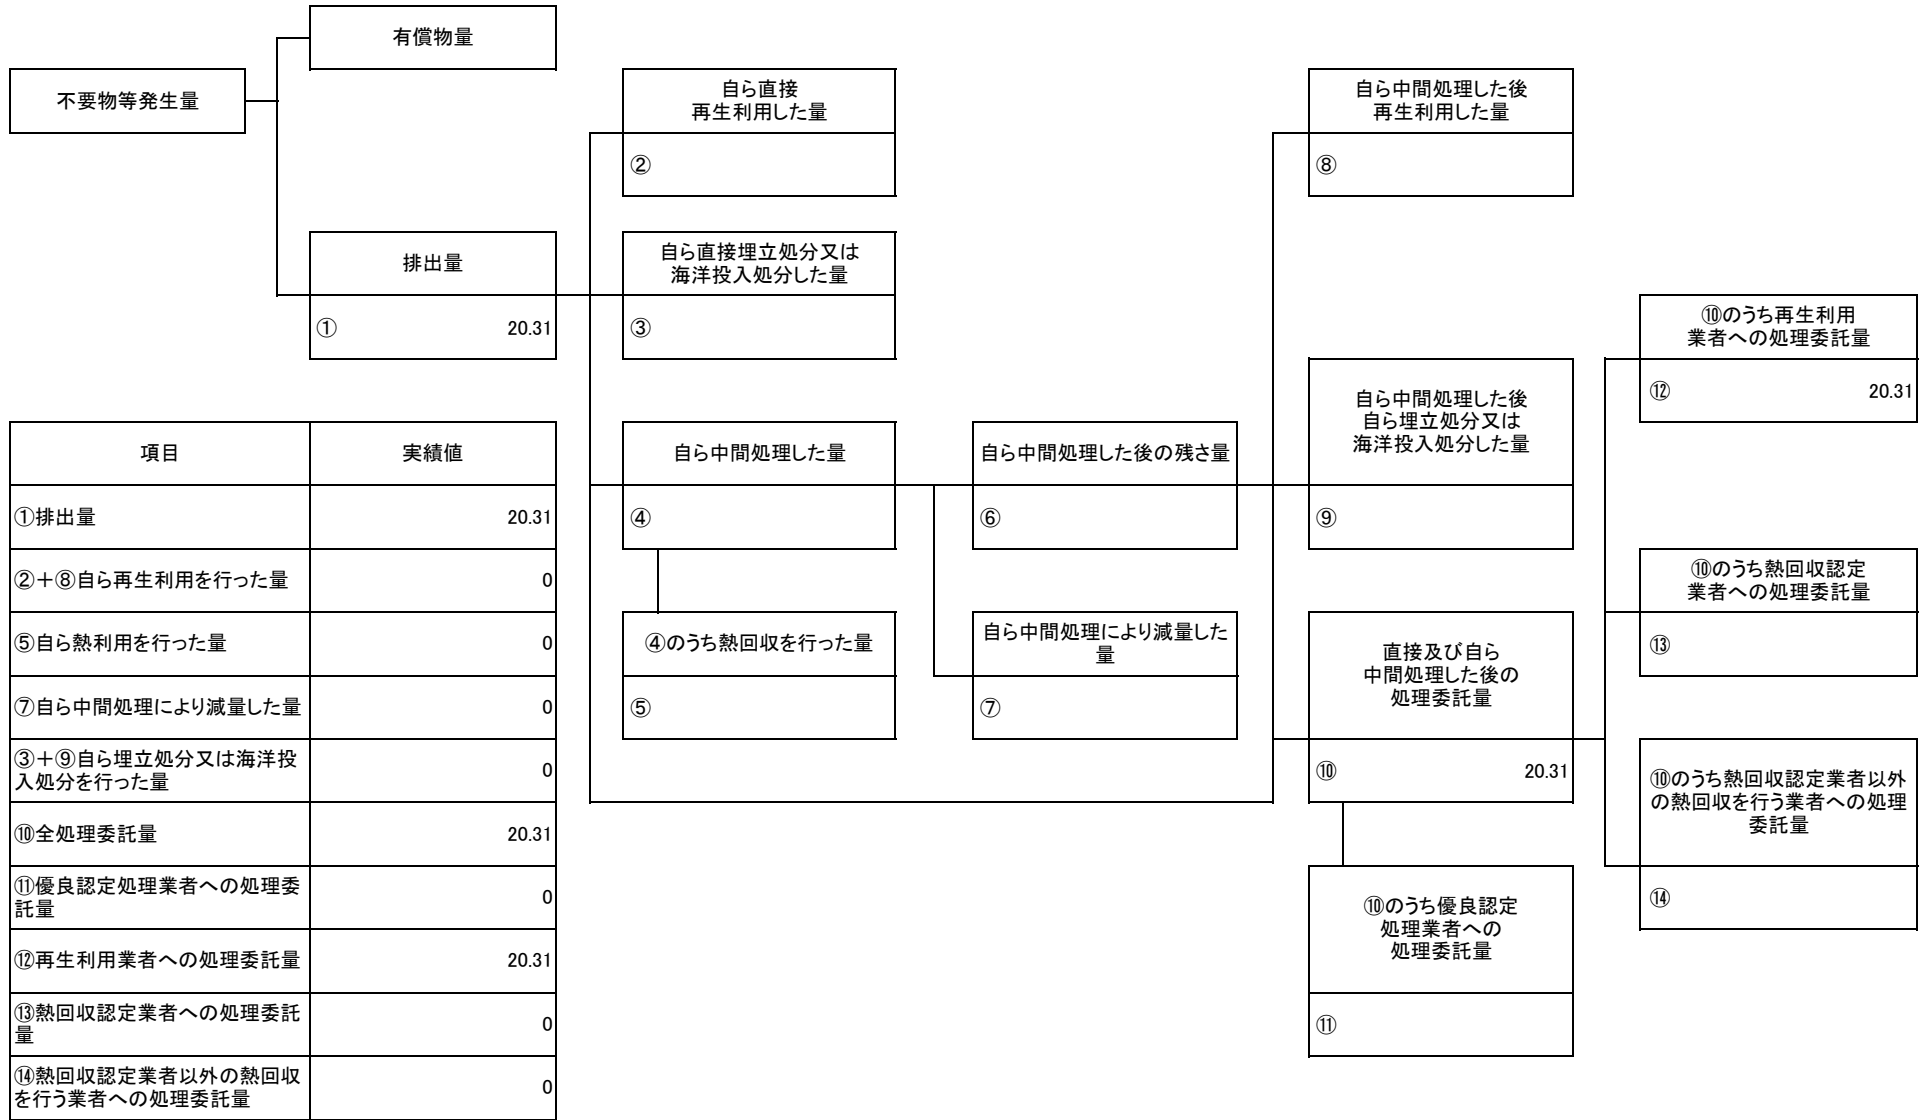 有償物量
不要物等発生量
自ら直接
再生利用した量
②
自ら中間処理した後
再生利用した量
⑧
排出量
① 20.31
自ら直接埋立処分又は
海洋投入処分した量
③
⑩のうち再生利用
業者への処理委託量
⑫ 20.31
自ら中間処理した量
④
自ら中間処理した後の残さ量
⑥
自ら中間処理した後
自ら埋立処分又は
海洋投入処分した量
⑨
⑩のうち熱回収認定
業者への処理委託量
⑬
④のうち熱回収を行った量
⑤
自ら中間処理により減量した
量
⑦
直接及び自ら
中間処理した後の
処理委託量
⑩ 20.31
⑩のうち熱回収認定業者以外
の熱回収を行う業者への処理
委託量
⑭
⑩のうち優良認定
処理業者への
処理委託量
⑪
項目 実績値
①排出量 20.31
②+⑧自ら再生利用を行った量 0
⑤自ら熱利用を行った量 0
⑦自ら中間処理により減量した量 0
③+⑨自ら埋立処分又は海洋投
入処分を行った量 0
⑩全処理委託量 20.31
⑪優良認定処理業者への処理委
託量 0
⑫再生利用業者への処理委託量 20.31
⑬熱回収認定業者への処理委託
量 0
⑭熱回収認定業者以外の熱回収
を行う業者への処理委託量 0